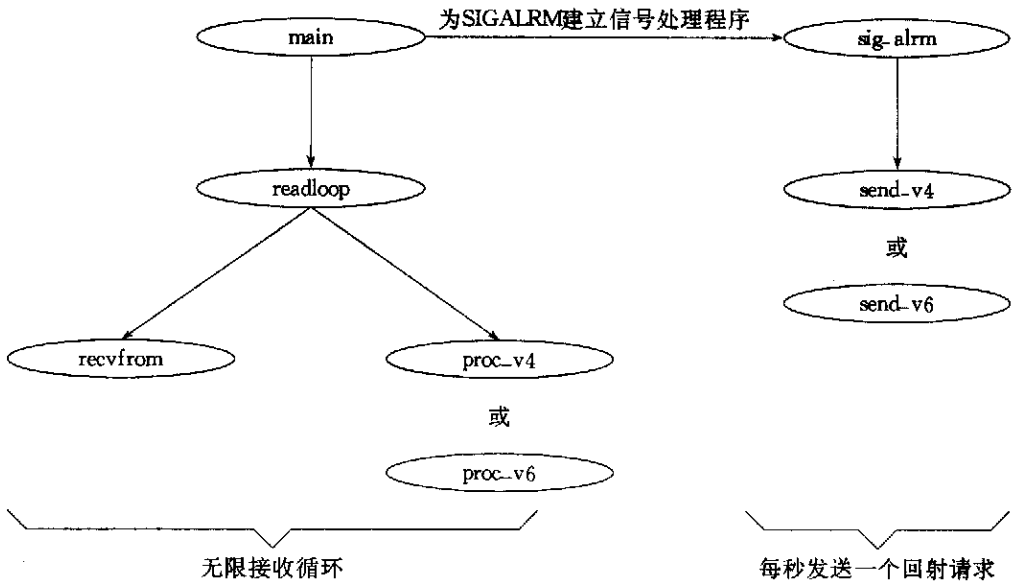 为SIGALRM建立信号处理程序
main
sig_alrm
readloop
send_v4
或
send_v6
recvfrom
proc_v4
或
proc_v6
无限接收循环
每秒发送一个回射请求